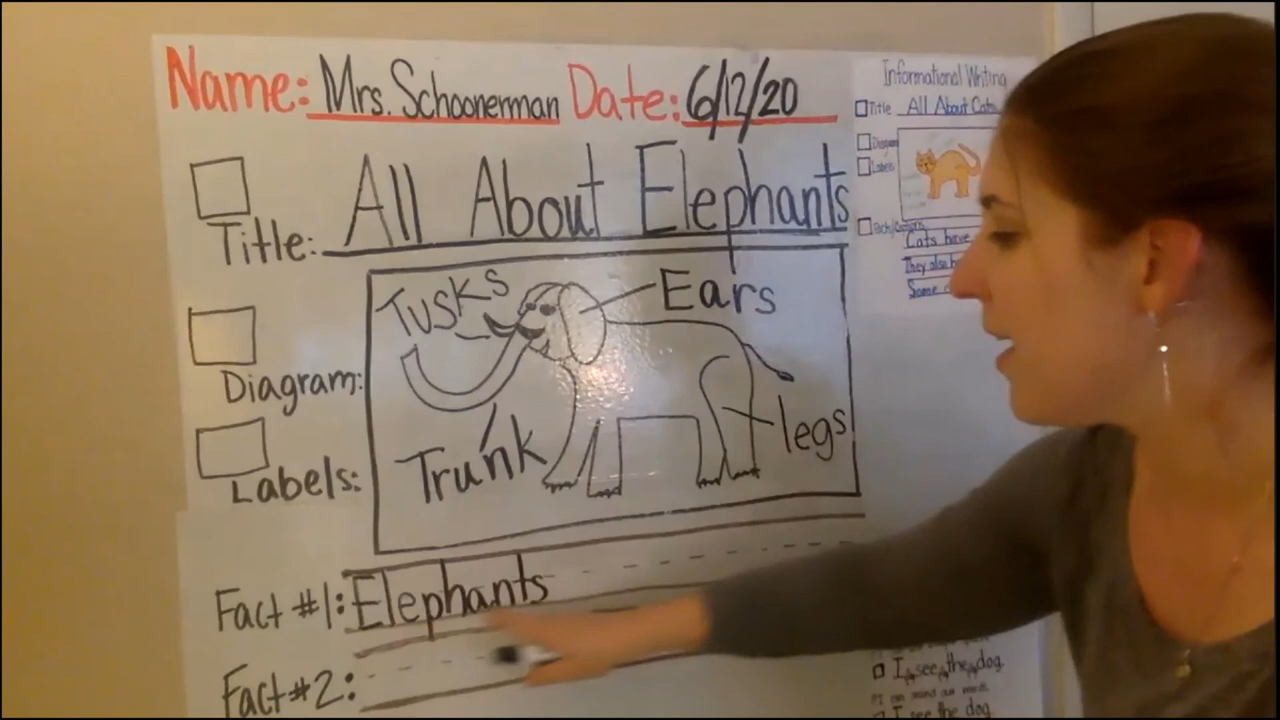 Name: Mrs. Schoonerman Date: 6/12/20
Title: All About Elephants
Diagram:
Labels:
Tusks
Ears
Trunk
legs
Fact #1: Elephants
Fact #2:
Informational Writing
Title All About Cats
Diagram
Labels
Cats have
They also
Some
I see the dog.
I see the dog.